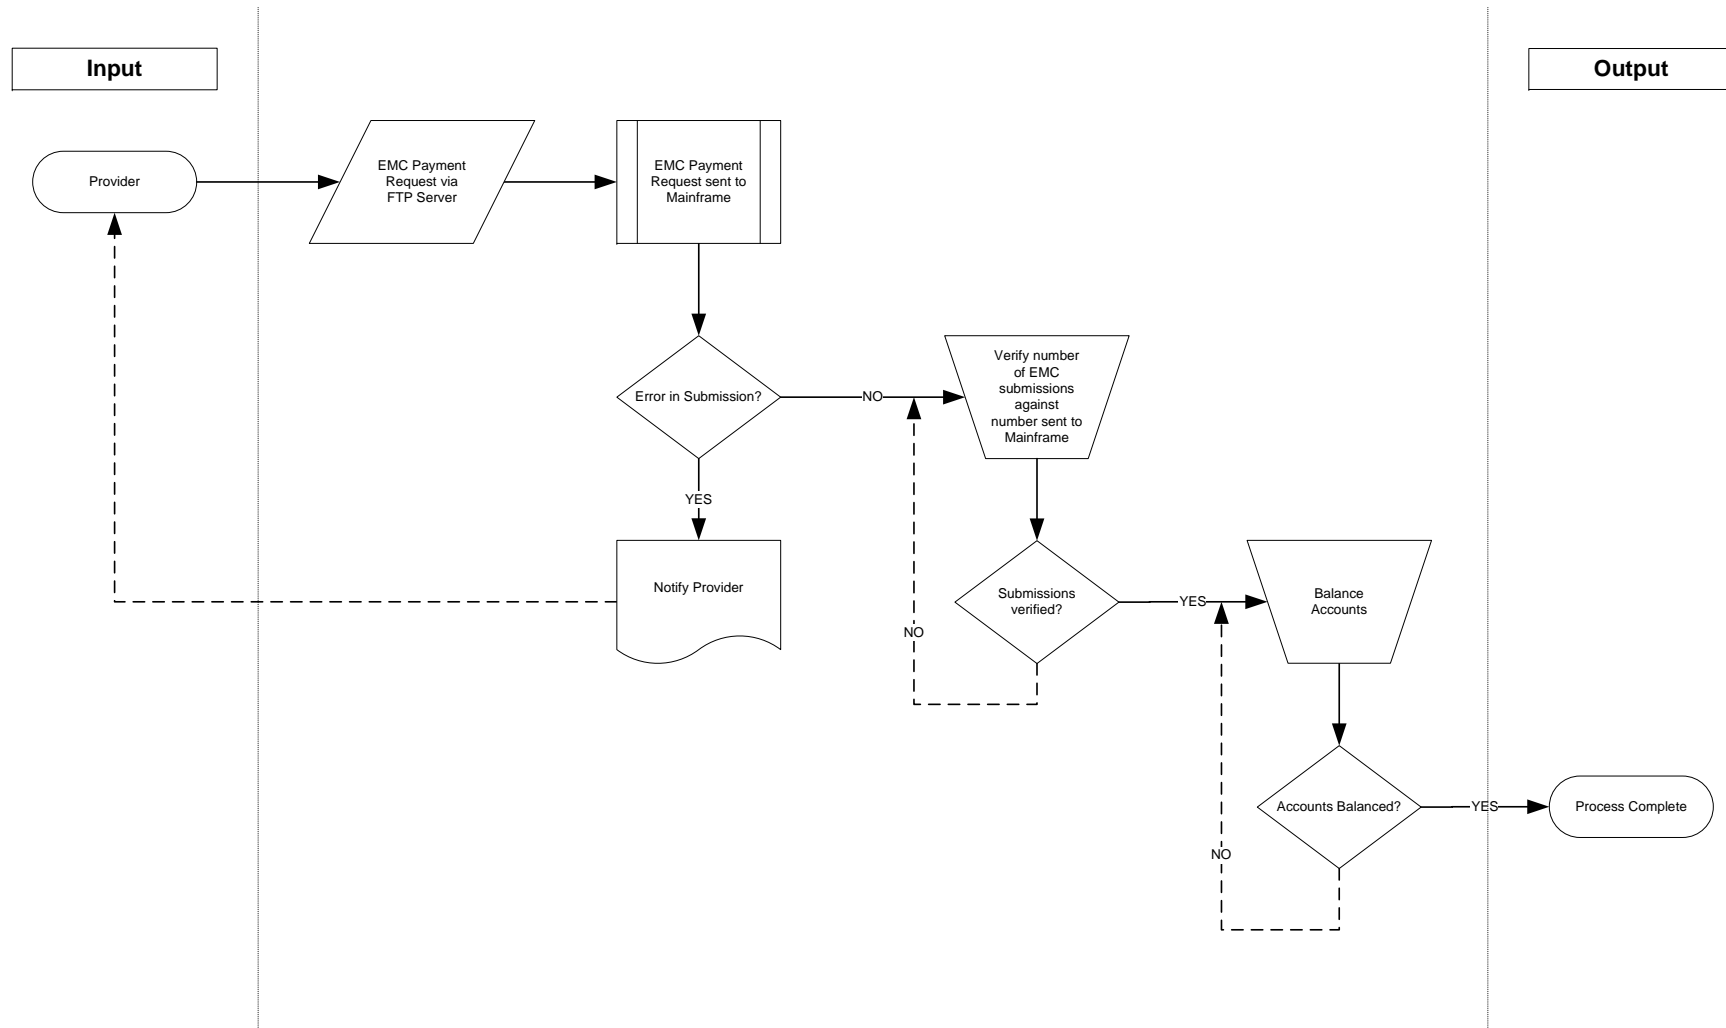 Input
Output
Provider
EMC Payment
Request via
FTP Server
EMC Payment
Request sent to
Mainframe
Error in Submission?
NO
Verify number
of EMC
submissions
against
number sent to
Mainframe
YES
Notify Provider
Submissions
verified?
NO
YES
Balance
Accounts
Accounts Balanced?
NO
YES
Process Complete